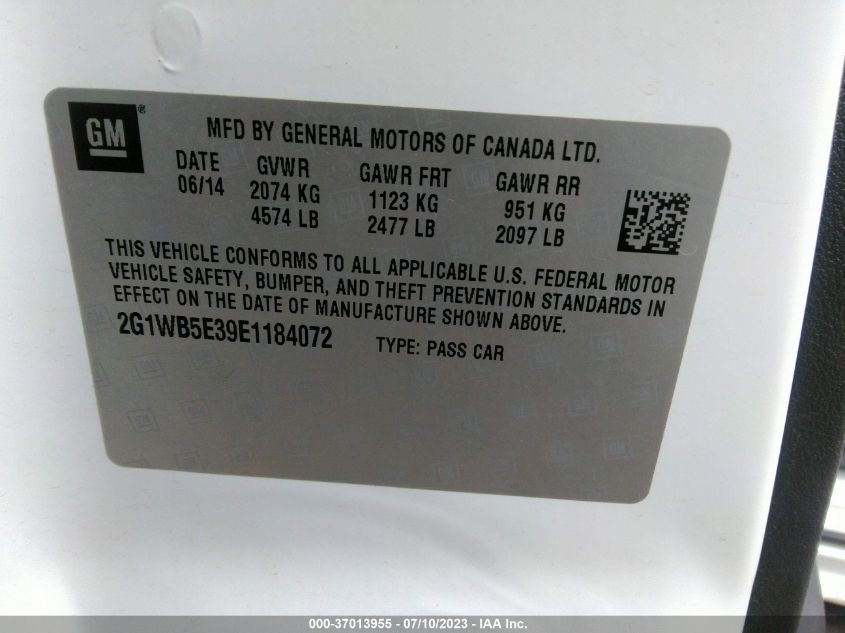 GM®
MFD BY GENERAL MOTORS OF CANADA LTD.
DATE GVWR GAWR FRT GAWR RR
06/14 2074 KG 1123 KG 951 KG
4574 LB 2477 LB 2097 LB
THIS VEHICLE CONFORMS TO ALL APPLICABLE U.S. FEDERAL MOTOR
VEHICLE SAFETY, BUMPER, AND THEFT PREVENTION STANDARDS IN
EFFECT ON THE DATE OF MANUFACTURE SHOWN ABOVE.
2G1WB5E39E1184072 TYPE: PASS CAR
000-37013955 - 07/10/2023 - IAA Inc.